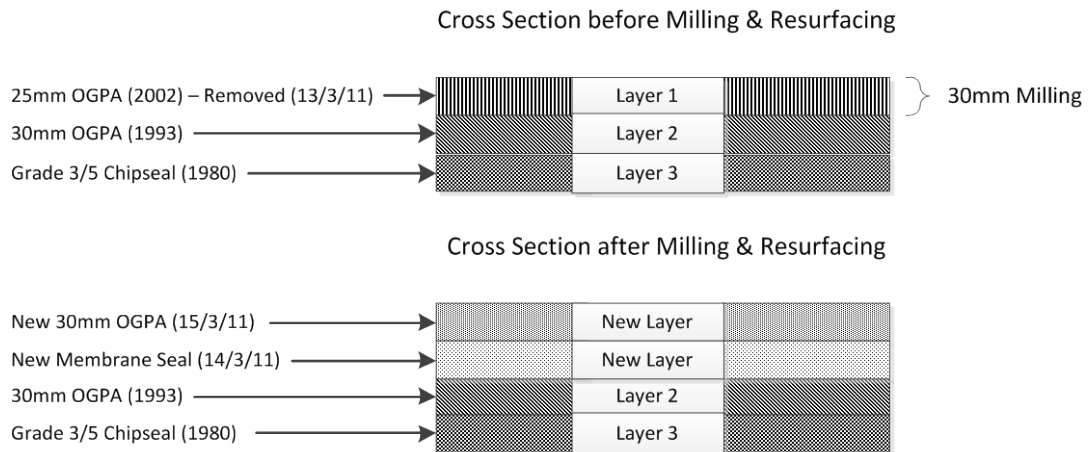 Cross Section before Milling & Resurfacing
25mm OGPA (2002) – Removed (13/3/11)
Layer 1
30mm Milling
30mm OGPA (1993)
Layer 2
Grade 3/5 Chipseal (1980)
Layer 3
Cross Section after Milling & Resurfacing
New 30mm OGPA (15/3/11)
New Layer
New Membrane Seal (14/3/11)
New Layer
30mm OGPA (1993)
Layer 2
Grade 3/5 Chipseal (1980)
Layer 3